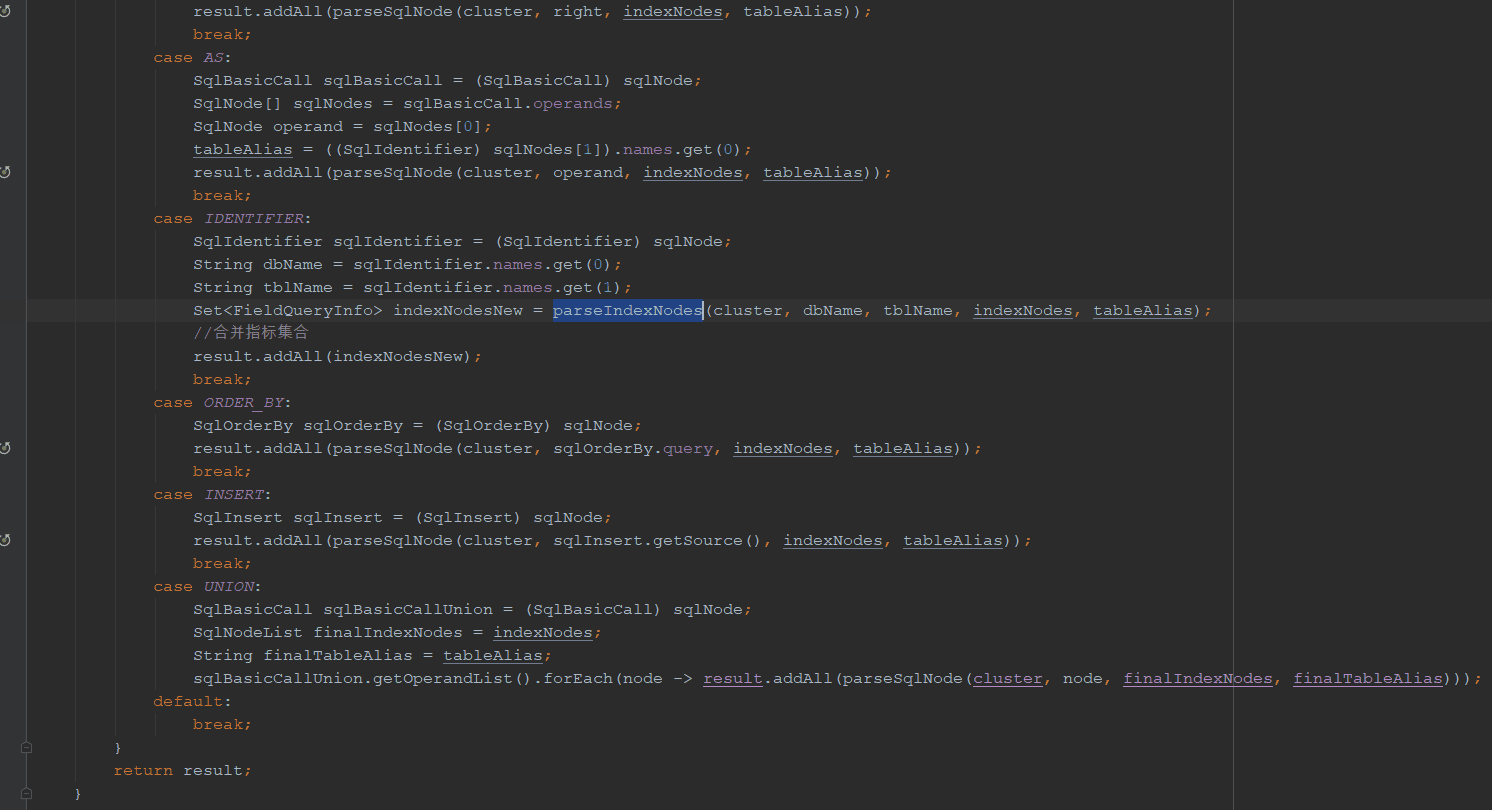 result.addAll(parseSqlNode(cluster, right, indexNodes, tableAlias));
break;
case AS:
SqlBasicCall sqlBasicCall = (SqlBasicCall) sqlNode;
SqlNode[] sqlNodes = sqlBasicCall.operands;
SqlNode operand = sqlNodes[0];
tableAlias = ((SqlIdentifier) sqlNodes[1]).names.get(0);
result.addAll(parseSqlNode(cluster, operand, indexNodes, tableAlias));
break;
case IDENTIFIER:
SqlIdentifier sqlIdentifier = (SqlIdentifier) sqlNode;
String dbName = sqlIdentifier.names.get(0);
String tblName = sqlIdentifier.names.get(1);
Set<FieldQueryInfo> indexNodesNew = parseIndexNodes(cluster, dbName, tblName, indexNodes, tableAlias);
//合并指标集合
result.addAll(indexNodesNew);
break;
case ORDER_BY:
SqlOrderBy sqlOrderBy = (SqlOrderBy) sqlNode;
result.addAll(parseSqlNode(cluster, sqlOrderBy.query, indexNodes, tableAlias));
break;
case INSERT:
SqlInsert sqlInsert = (SqlInsert) sqlNode;
result.addAll(parseSqlNode(cluster, sqlInsert.getSource(), indexNodes, tableAlias));
break;
case UNION:
SqlBasicCall sqlBasicCallUnion = (SqlBasicCall) sqlNode;
SqlNodeList finalIndexNodes = indexNodes;
String finalTableAlias = tableAlias;
sqlBasicCallUnion.getOperandList().forEach(node -> result.addAll(parseSqlNode(cluster, node, finalIndexNodes, finalTableAlias)));
default:
break;
}
return result;
}